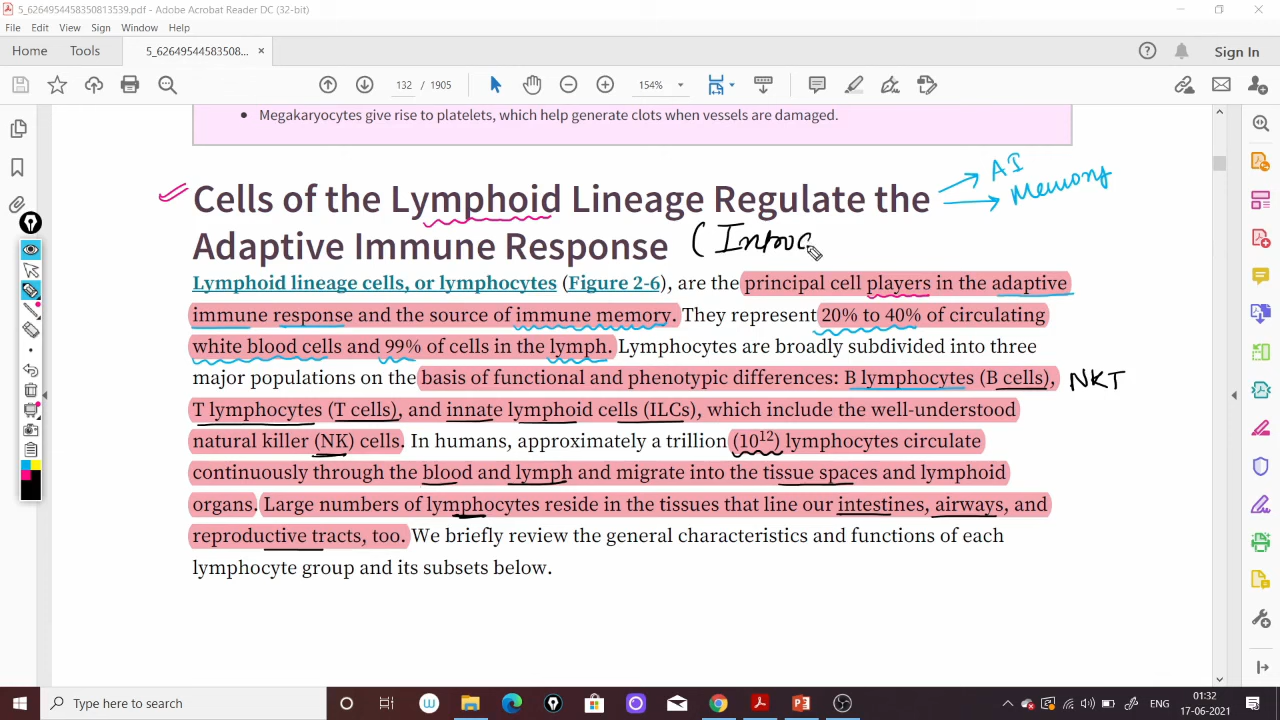 5_6264954458350813539.pdf - Adobe Acrobat Reader DC (32-bit)
File Edit View Sign Window Help
Home Tools 5_62649544583508... × Sign In
132 / 1905 154%
• Megakaryocytes give rise to platelets, which help generate clots when vessels are damaged.
AI
Memory
Cells of the Lymphoid Lineage Regulate the
Adaptive Immune Response
Lymphoid lineage cells, or lymphocytes (Figure 2-6), are the principal cell players in the adaptive
immune response and the source of immune memory. They represent 20% to 40% of circulating
white blood cells and 99% of cells in the lymph. Lymphocytes are broadly subdivided into three
major populations on the basis of functional and phenotypic differences: B lymphocytes (B cells), NKT
T lymphocytes (T cells), and innate lymphoid cells (ILCs), which include the well-understood
natural killer (NK) cells. In humans, approximately a trillion (10¹²) lymphocytes circulate
continuously through the blood and lymph and migrate into the tissue spaces and lymphoid
organs. Large numbers of lymphocytes reside in the tissues that line our intestines, airways, and
reproductive tracts, too. We briefly review the general characteristics and functions of each
lymphocyte group and its subsets below.
Type here to search
ENG
01:32
17-06-2021